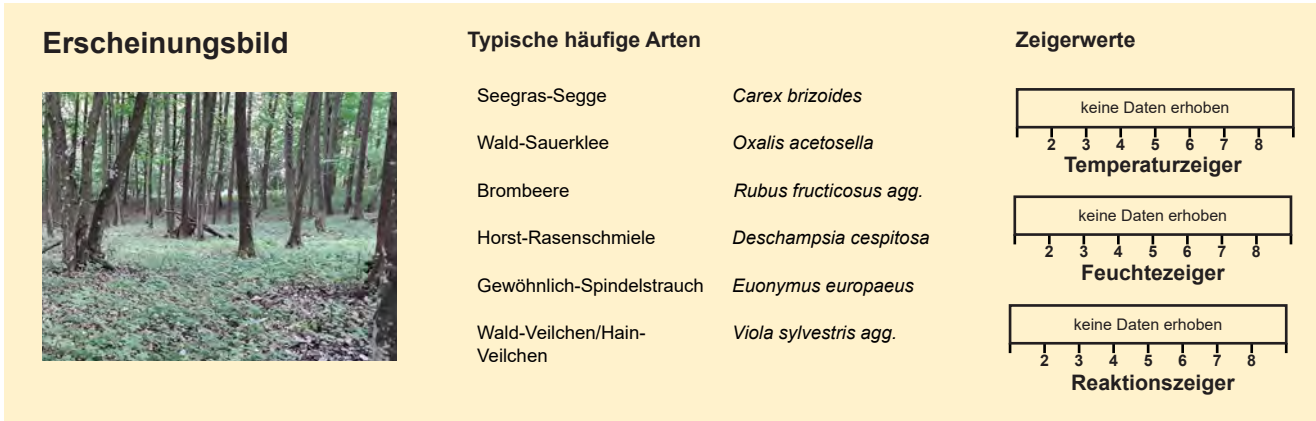 Erscheinungsbild
Typische häufige Arten
Seegras-Segge Carex brizoides
Wald-Sauerklee Oxalis acetosella
Brombeere Rubus fructicosus agg.
Horst-Rasenschmiele Deschampsia cespitosa
Gewöhnlich-Spindelstrauch Euonymus europaeus
Wald-Veilchen/Hain- Viola sylvestris agg.
Veilchen
Zeigerwerte
keine Daten erhoben
2 3 4 5 6 7 8
Temperaturzeiger
keine Daten erhoben
2 3 4 5 6 7 8
Feuchtezeiger
keine Daten erhoben
2 3 4 5 6 7 8
Reaktionszeiger